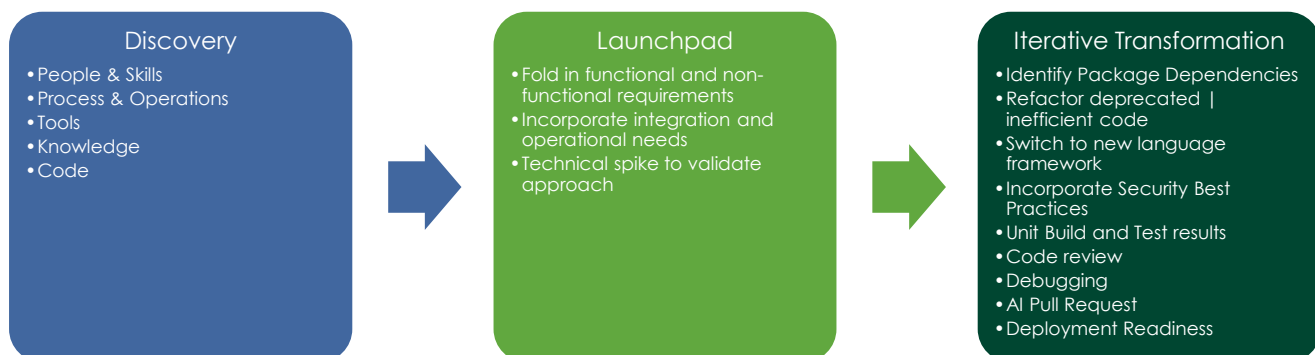 Discovery
•People & Skills
•Process & Operations
•Tools
•Knowledge
•Code
Launchpad
•Fold in functional and non-
functional requirements
•Incorporate integration and
operational needs
•Technical spike to validate
approach
Iterative Transformation
•Identify Package Dependencies
•Refactor deprecated |
inefficient code
•Switch to new language
framework
•Incorporate Security Best
Practices
•Unit Build and Test results
•Code review
•Debugging
•AI Pull Request
•Deployment Readiness